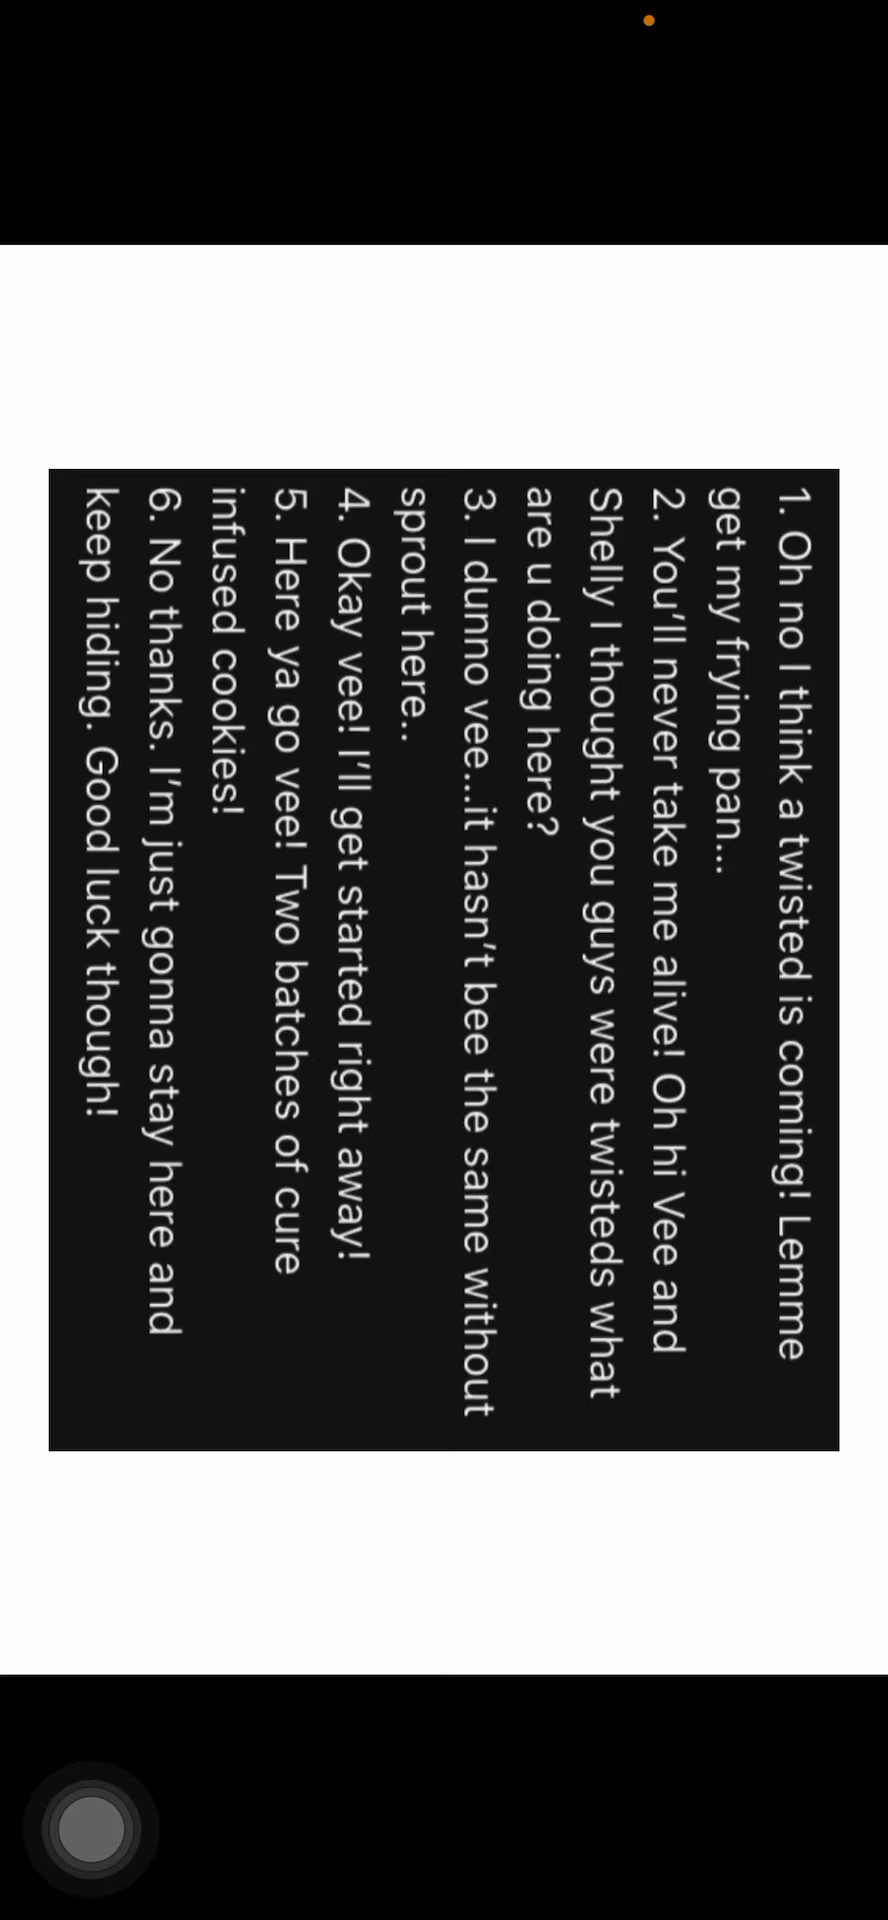 1. Oh no I think a twisted is coming! Lemme
get my frying pan...
2. You'll never take me alive! Oh hi Vee and
Shelly I thought you guys were twisteds what
are u doing here?
3. I dunno vee...it hasn't bee the same without
sprout here..
4. Okay vee! I'll get started right away!
5. Here ya go vee! Two batches of cure
infused cookies!
6. No thanks. I'm just gonna stay here and
keep hiding. Good luck though!